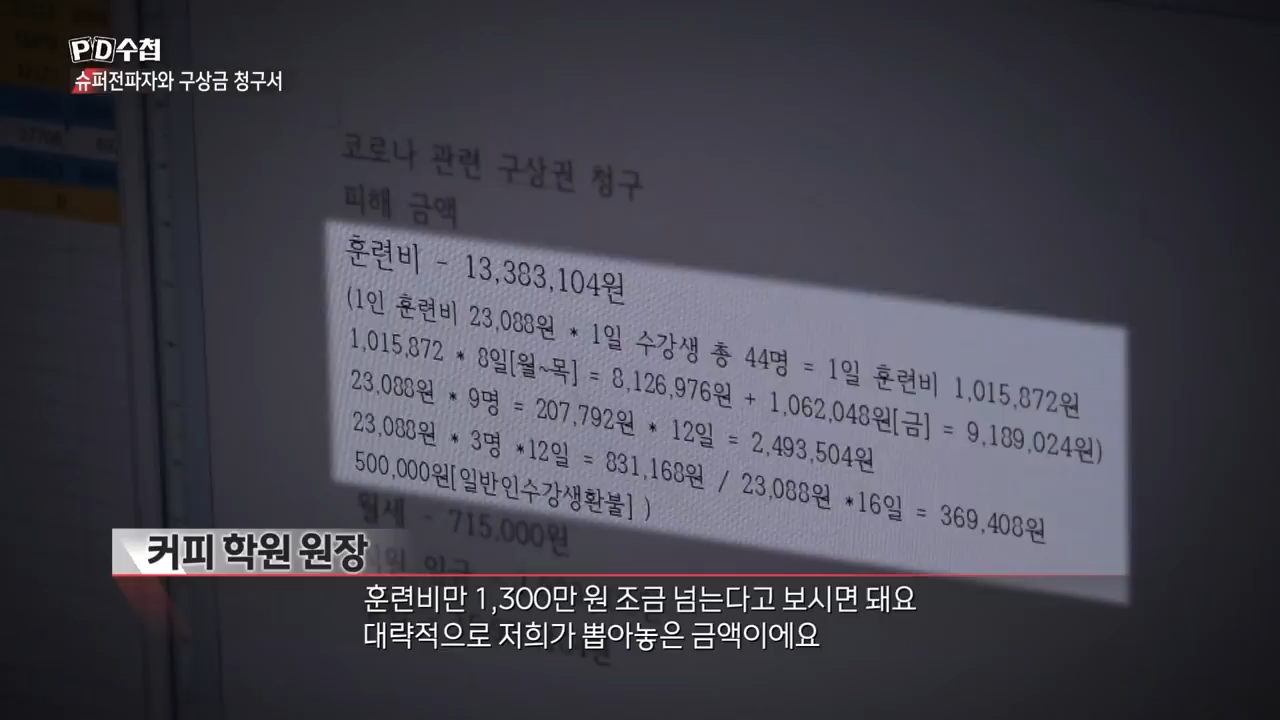 PD수첩
슈퍼전파자와 구상금 청구서
코로나 관련 구상권 청구
피해 금액
훈련비 - 13,383,104원
(1인 훈련비 23,088원 * 1일 수강생 총 44명 = 1일 훈련비 1,015,872원
1,015,872 * 8일[월~목] = 8,126,976원 + 1,062,048원[금] = 9,189,024원)
23,088원 * 9명 = 207,792원 * 12일 = 2,493,504원
23,088원 * 3명 *12일 = 831,168원 / 23,088원 *16일 = 369,408원
500,000원[일반인수강생환불] )
월세 - 715,000원
커피 학원 원장
훈련비만 1,300만 원 조금 넘는다고 보시면 돼요
대략적으로 저희가 뽑아놓은 금액이에요